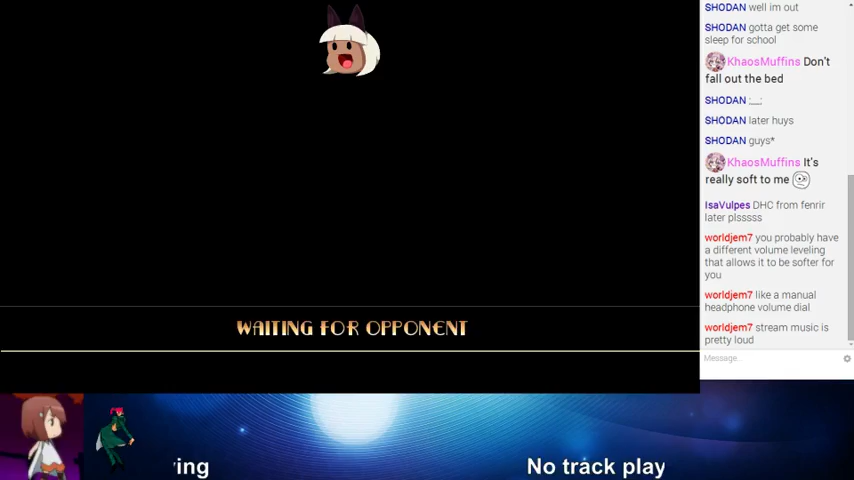 SHODAN well im out
SHODAN gotta get some
sleep for school
KhaosMuffins Don't
fall out the bed
SHODAN :__:
SHODAN later huys
SHODAN guys*
KhaosMuffins It's
really soft to me
IsaVulpes DHC from fenrir
later plsssss
worldjem7 you probably have
a different volume leveling
that allows it to be softer for
you
worldjem7 like a manual
headphone volume dial
worldjem7 stream music is
pretty loud
Message..
WAITING FOR OPPONENT
ying
No track play